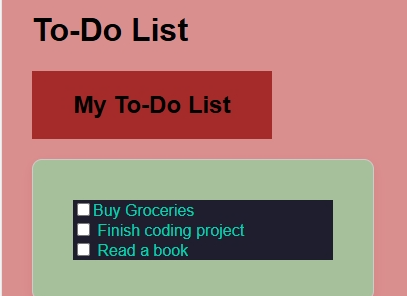 To-Do List
My To-Do List
Buy Groceries
Finish coding project
Read a book